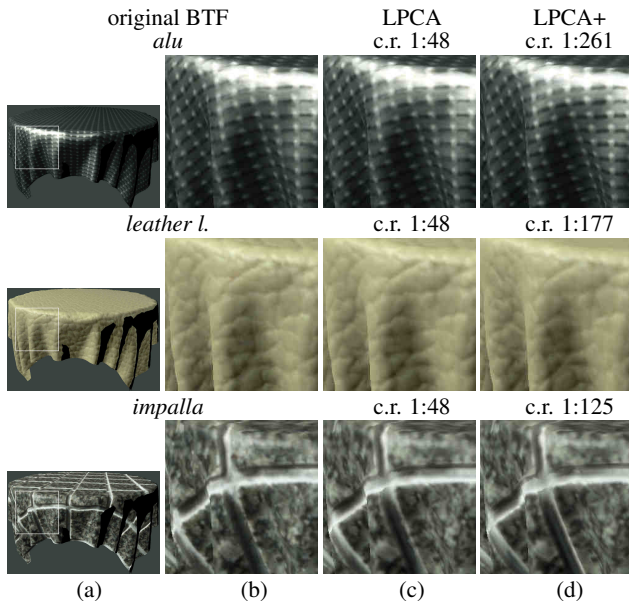 original BTF LPCA LPCA+
alu c.r. 1:48 c.r. 1:261
leather l. c.r. 1:48 c.r. 1:177
impalla c.r. 1:48 c.r. 1:125
(a) (b) (c) (d)